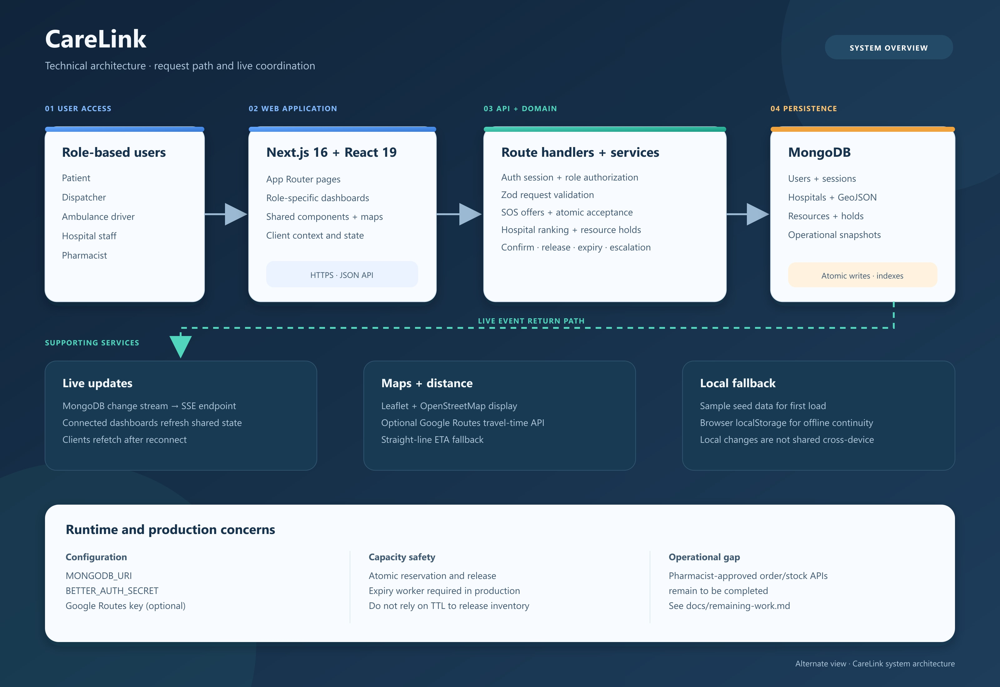 CareLink
Technical architecture · request path and live coordination
SYSTEM OVERVIEW
01 USER ACCESS
Role-based users
Patient
Dispatcher
Ambulance driver
Hospital staff
Pharmacist
02 WEB APPLICATION
Next.js 16 + React 19
App Router pages
Role-specific dashboards
Shared components + maps
Client context and state
HTTPS · JSON API
03 API + DOMAIN
Route handlers + services
Auth session + role authorization
Zod request validation
SOS offers + atomic acceptance
Hospital ranking + resource holds
Confirm · release · expiry · escalation
04 PERSISTENCE
MongoDB
Users + sessions
Hospitals + GeoJSON
Resources + holds
Operational snapshots
Atomic writes · indexes
LIVE EVENT RETURN PATH
SUPPORTING SERVICES
Live updates
MongoDB change stream → SSE endpoint
Connected dashboards refresh shared state
Clients refetch after reconnect
Maps + distance
Leaflet + OpenStreetMap display
Optional Google Routes travel-time API
Straight-line ETA fallback
Local fallback
Sample seed data for first load
Browser localStorage for offline continuity
Local changes are not shared cross-device
Runtime and production concerns
Configuration
MONGODB_URI
BETTER_AUTH_SECRET
Google Routes key (optional)
Capacity safety
Atomic reservation and release
Expiry worker required in production
Do not rely on TTL to release inventory
Operational gap
Pharmacist-approved order/stock APIs
remain to be completed
See docs/remaining-work.md
Alternate view · CareLink system architecture